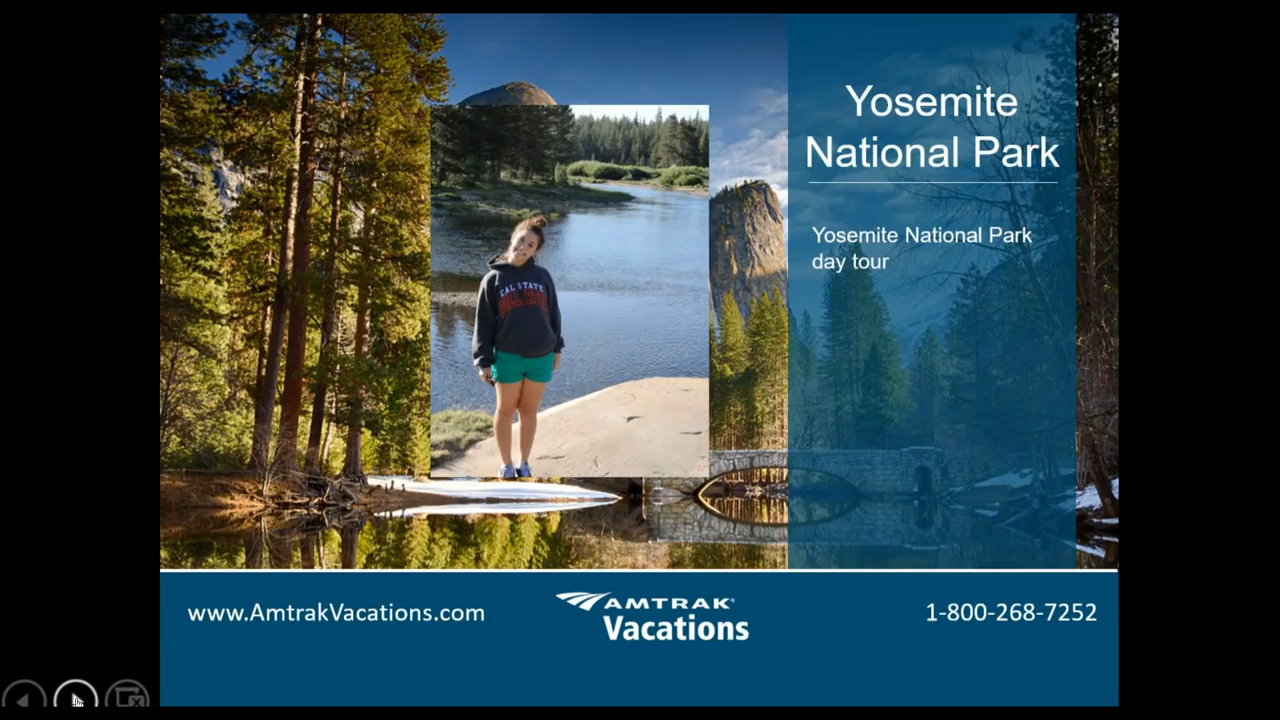 Yosemite
National Park
Yosemite National Park
day tour
CAL STATE
www.AmtrakVacations.com
AMTRAK®
Vacations
1-800-268-7252